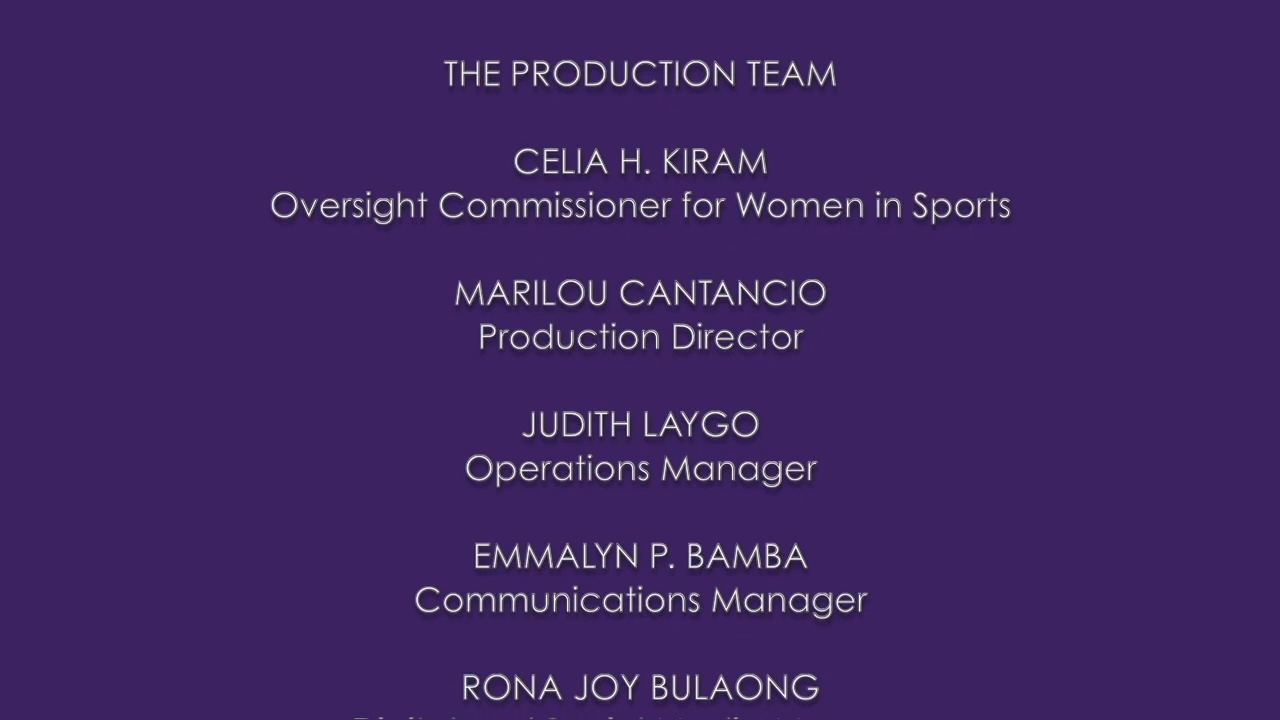 THE PRODUCTION TEAM
CELIA H. KIRAM
Oversight Commissioner for Women in Sports
MARILOU CANTANCIO
Production Director
JUDITH LAYGO
Operations Manager
EMMALYN P. BAMBA
Communications Manager
RONA JOY BULAONG